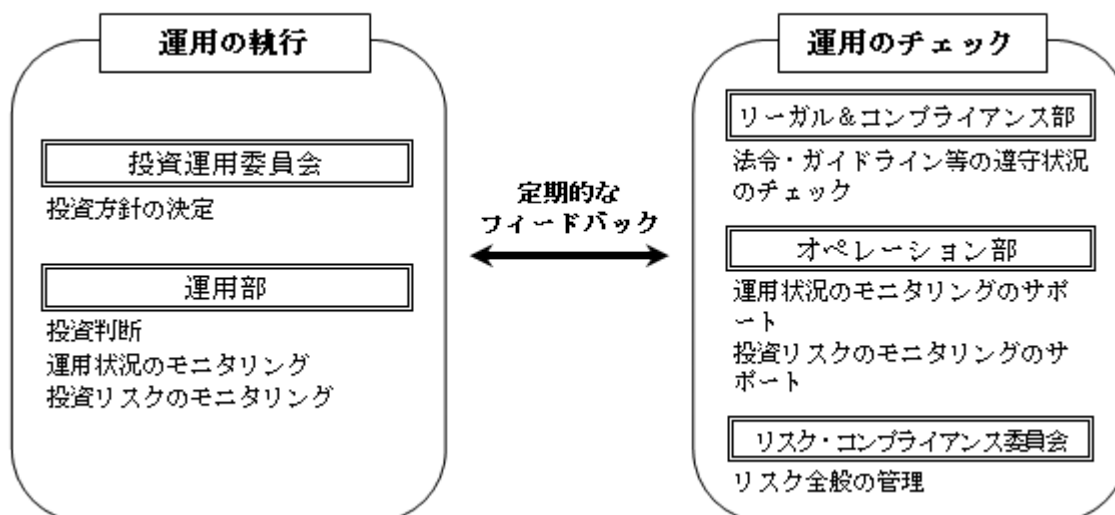 運用の執行
投資運用委員会
投資方針の決定
運用部
投資判断
運用状況のモニタリング
投資リスクのモニタリング
定期的な
フィードバック
運用のチェック
リーガル＆コンプライアンス部
法令・ガイドライン等の遵守状況
のチェック
オペレーション部
運用状況のモニタリングのサポ
ート
投資リスクのモニタリングのサ
ポート
リスク・コンプライアンス委員会
リスク全般の管理